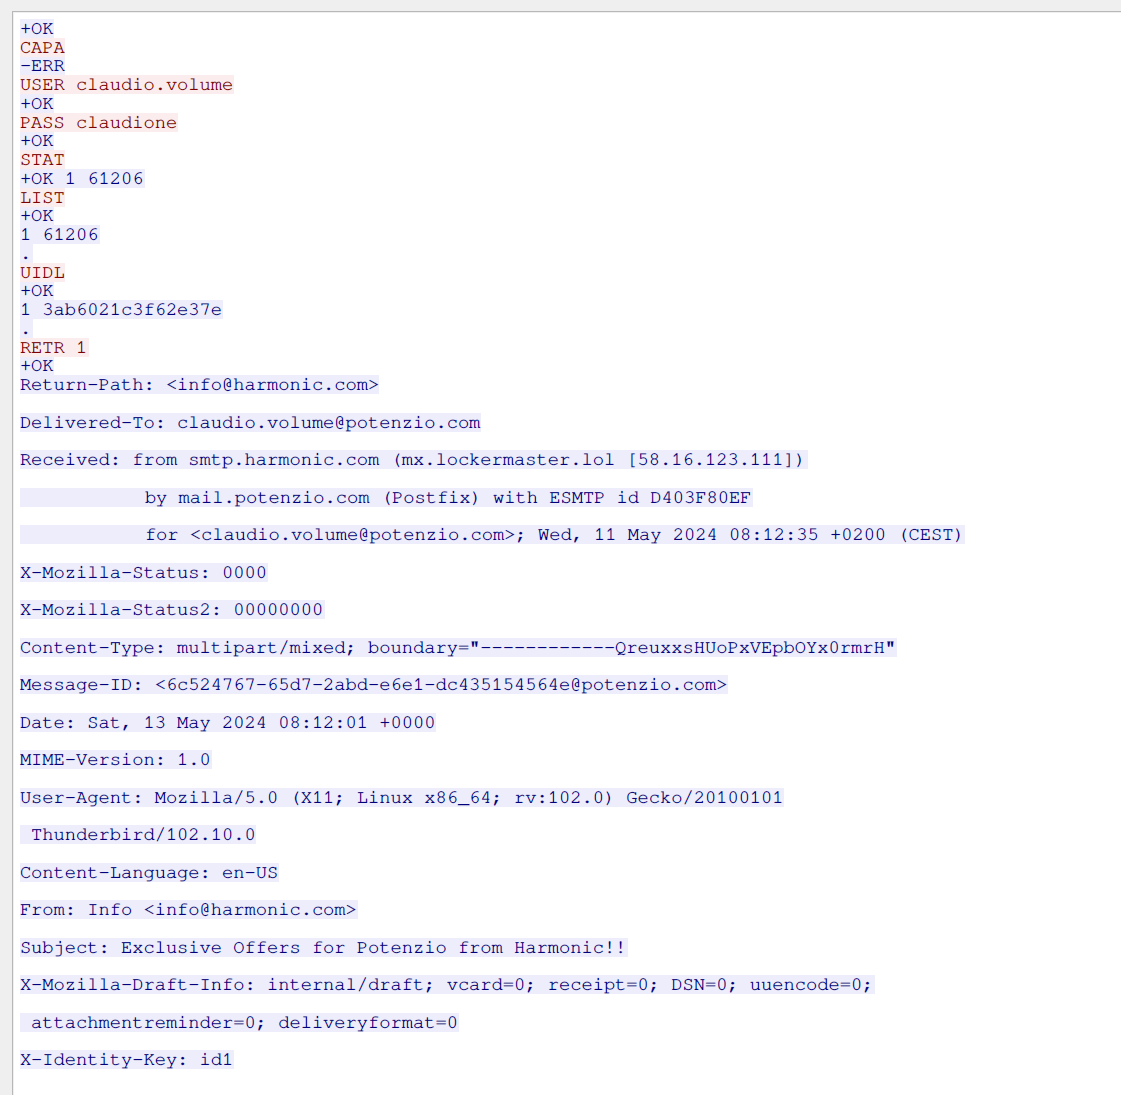 +OK
CAPA
-ERR
USER claudio.volume
+OK
PASS claudione
+OK
STAT
+OK 1 61206
LIST
+OK
1 61206
.
UIDL
+OK
1 3ab6021c3f62e37e
.
RETR 1
+OK
Return-Path: <info@harmonic.com>
Delivered-To: claudio.volume@potenzio.com
Received: from smtp.harmonic.com (mx.lockermaster.lol [58.16.123.111])
by mail.potenzio.com (Postfix) with ESMTP id D403F80EF
for <claudio.volume@potenzio.com>; Wed, 11 May 2024 08:12:35 +0200 (CEST)
X-Mozilla-Status: 0000
X-Mozilla-Status2: 00000000
Content-Type: multipart/mixed; boundary="------------QreuxxsHUoPxVEpbOYx0rmrH"
Message-ID: <6c524767-65d7-2abd-e6e1-dc435154564e@potenzio.com>
Date: Sat, 13 May 2024 08:12:01 +0000
MIME-Version: 1.0
User-Agent: Mozilla/5.0 (X11; Linux x86_64; rv:102.0) Gecko/20100101
Thunderbird/102.10.0
Content-Language: en-US
From: Info <info@harmonic.com>
Subject: Exclusive Offers for Potenzio from Harmonic!!
X-Mozilla-Draft-Info: internal/draft; vcard=0; receipt=0; DSN=0; uuencode=0;
attachmentreminder=0; deliveryformat=0
X-Identity-Key: id1